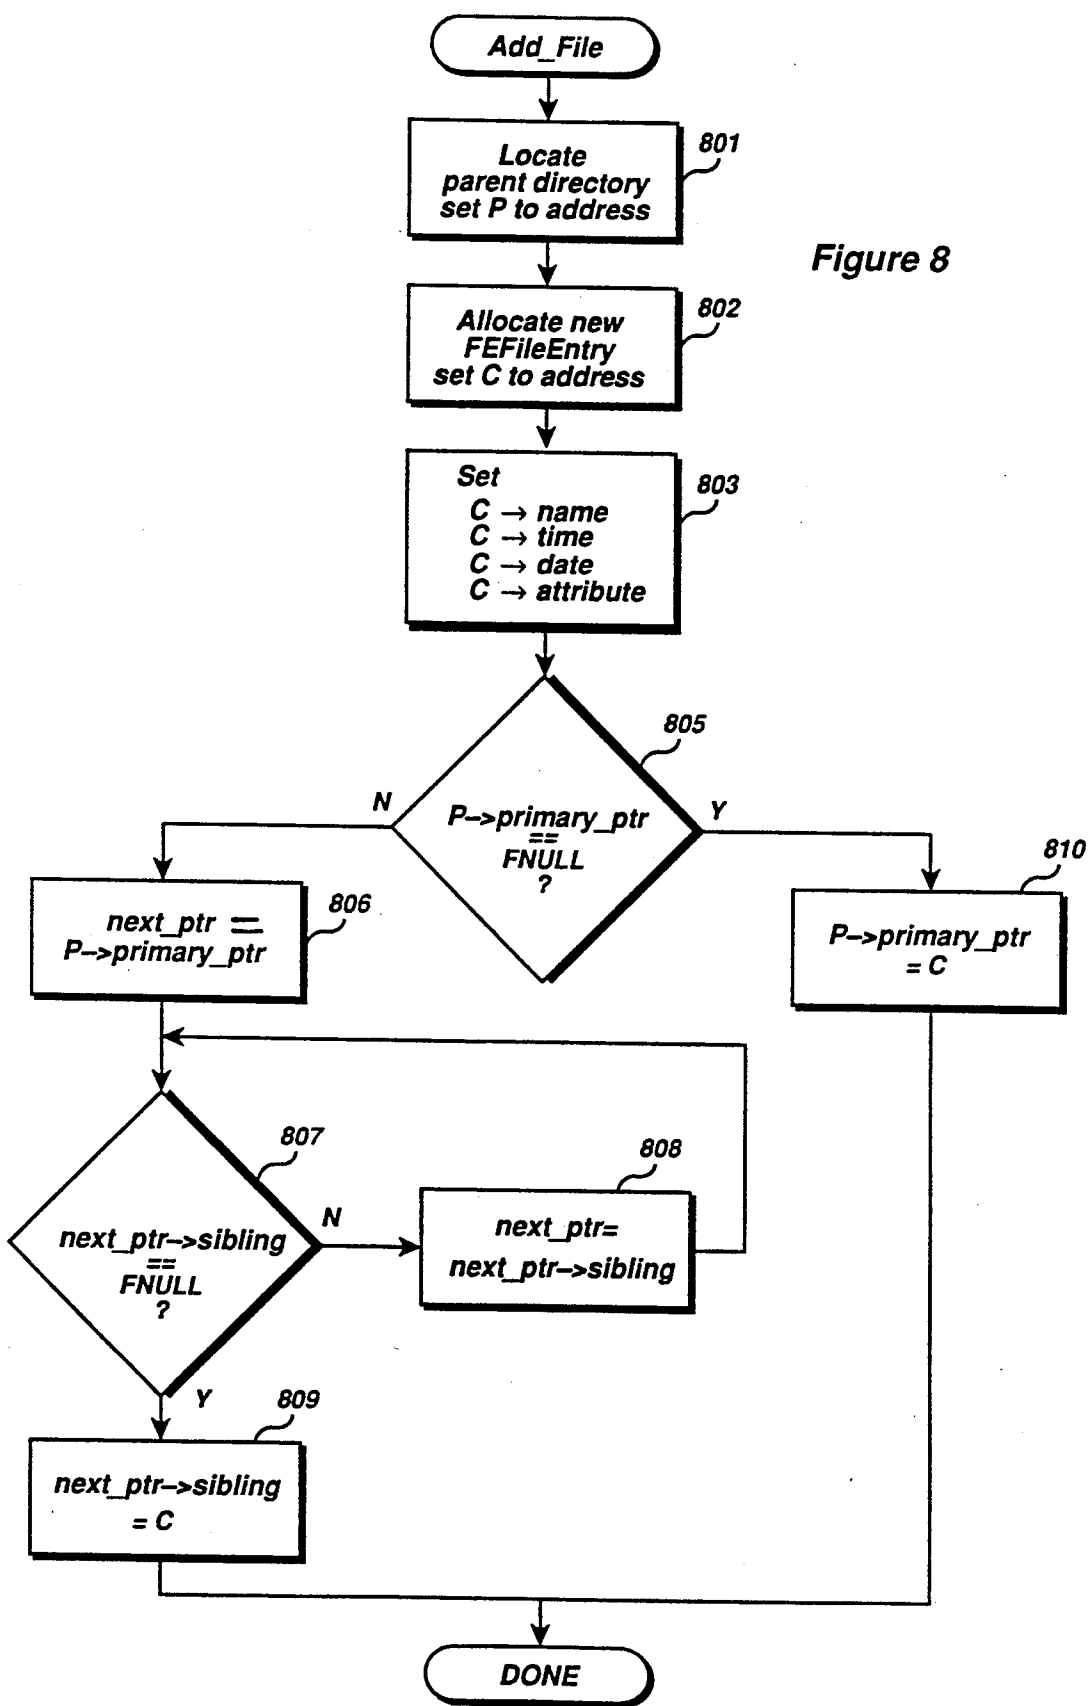 Add_File
Locate
parent directory
set P to address
801
Figure 8
Allocate new
FEFileEntry
set C to address
802
Set
C → name
C → time
C → date
C → attribute
803
805
N
Y
P–>primary_ptr
==
FNULL
?
next_ptr =
P–>primary_ptr
806
810
P–>primary_ptr
= C
807
next_ptr–>sibling
==
FNULL
?
N
808
next_ptr=
next_ptr–>sibling
Y
809
next_ptr–>sibling
= C
DONE